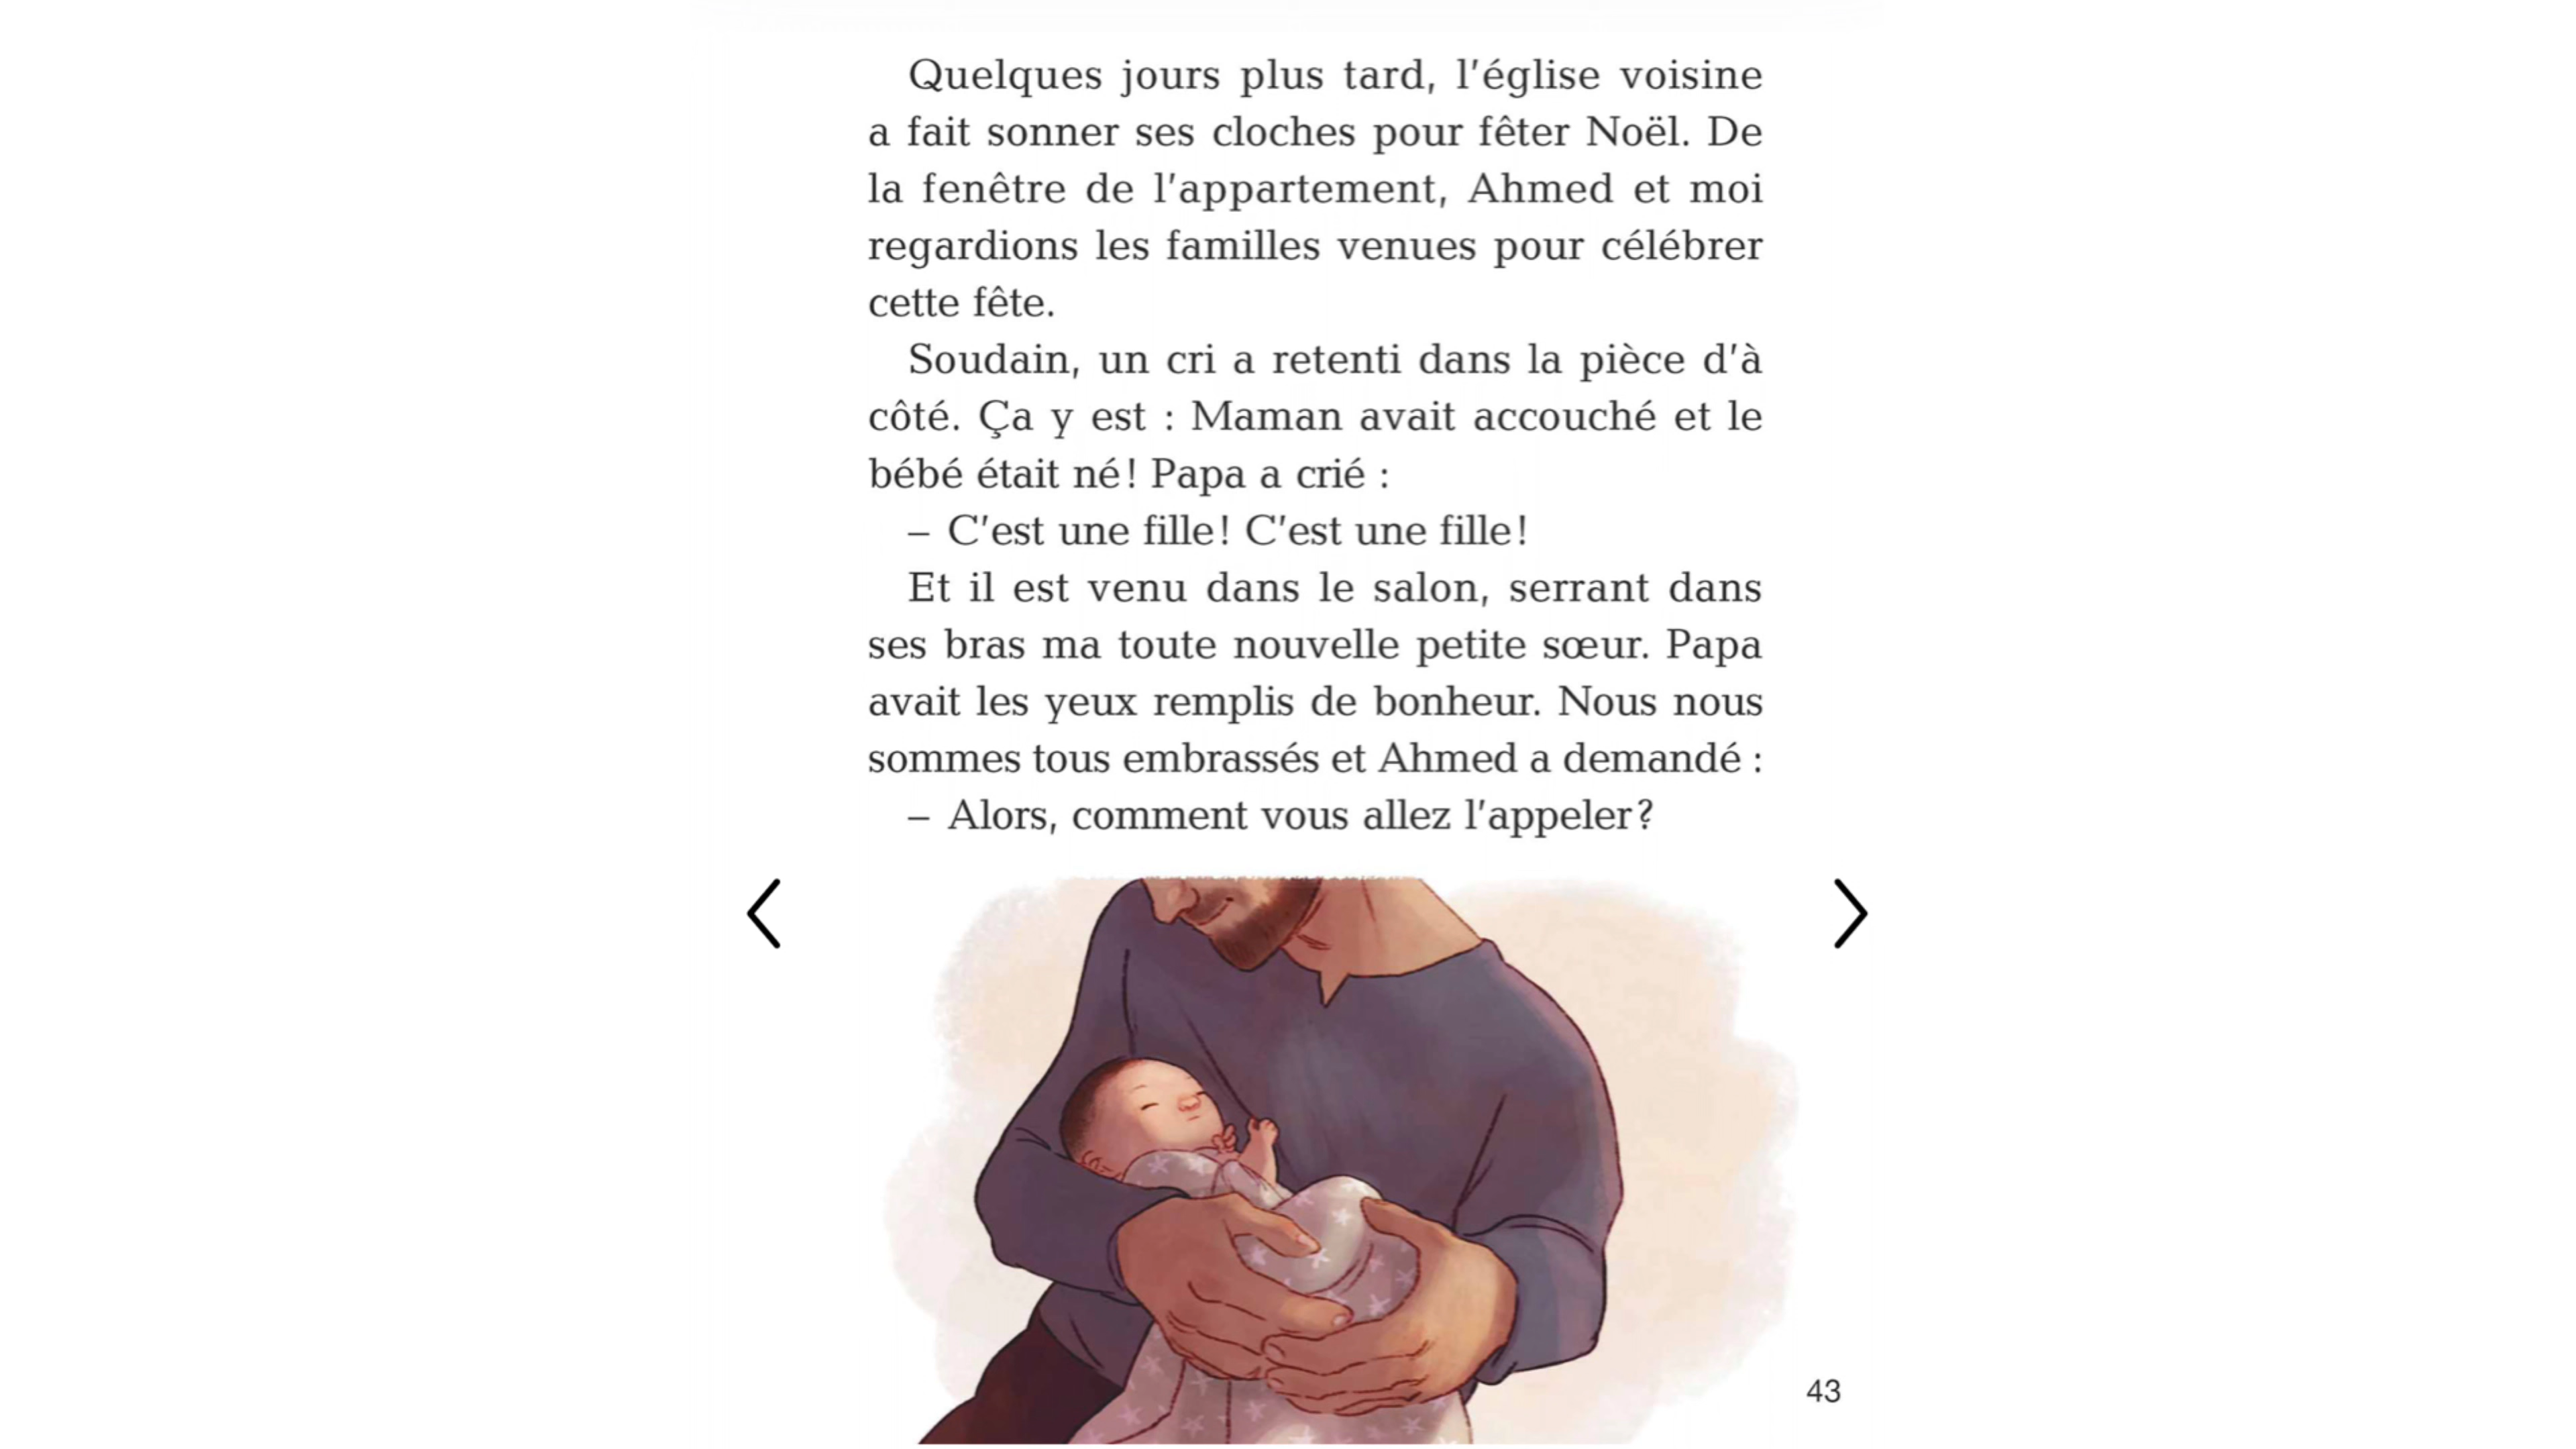 Quelques jours plus tard, l’église voisine
a fait sonner ses cloches pour fêter Noël. De
la fenêtre de l’appartement, Ahmed et moi
regardions les familles venues pour célébrer
cette fête.
Soudain, un cri a retenti dans la pièce d’à
côté. Ça y est : Maman avait accouché et le
bébé était né ! Papa a crié :
– C’est une fille ! C’est une fille !
Et il est venu dans le salon, serrant dans
ses bras ma toute nouvelle petite sœur. Papa
avait les yeux remplis de bonheur. Nous nous
sommes tous embrassés et Ahmed a demandé :
– Alors, comment vous allez l’appeler ?
43